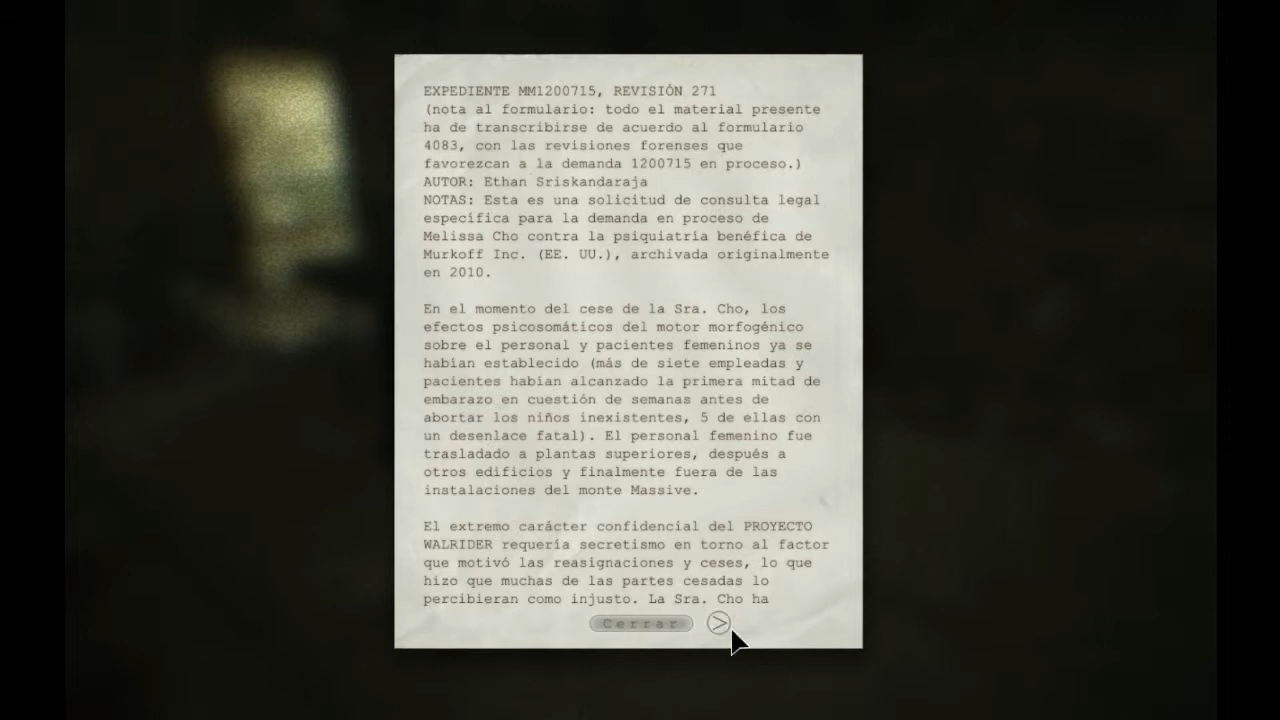 EXPEDIENTE MM1200715, REVISIÓN 271
(nota al formulario: todo el material presente
ha de transcribirse de acuerdo al formulario
4083, con las revisiones forenses que
favorezcan a la demanda 1200715 en proceso.)
AUTOR: Ethan Sriskandaraja
NOTAS: Esta es una solicitud de consulta legal
específica para la demanda en proceso de
Melissa Cho contra la psiquiatría benéfica de
Murkoff Inc. (EE. UU.), archivada originalmente
en 2010.
En el momento del cese de la Sra. Cho, los
efectos psicosomáticos del motor morfogénico
sobre el personal y pacientes femeninos ya se
habían establecido (más de siete empleadas y
pacientes habían alcanzado la primera mitad de
embarazo en cuestión de semanas antes de
abortar los niños inexistentes, 5 de ellas con
un desenlace fatal). El personal femenino fue
trasladado a plantas superiores, después a
otros edificios y finalmente fuera de las
instalaciones del monte Massive.
El extremo carácter confidencial del PROYECTO
WALRIDER requería secretismo en torno al factor
que motivó las reasignaciones y ceses, lo que
hizo que muchas de las partes cesadas lo
percibieran como injusto. La Sra. Cho ha
Cerrar >